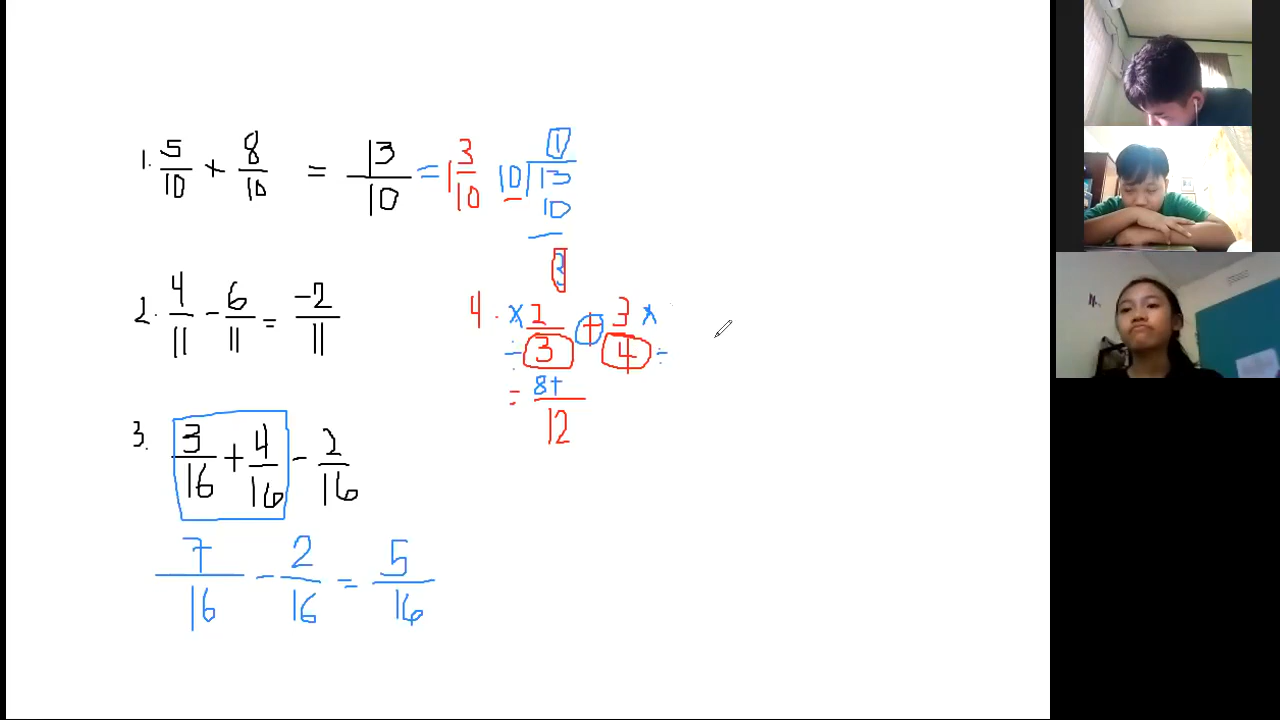 1. 5/10 + 8/10 = 13/10 = 1 3/10
1
10 13
10
3
2. 4/11 - 6/11 = -2/11
3. 3/16 + 4/16 - 2/16
7/16 - 2/16 = 5/16
4. × 2/3 + 3/4 ×
÷ ÷
= 8+/12